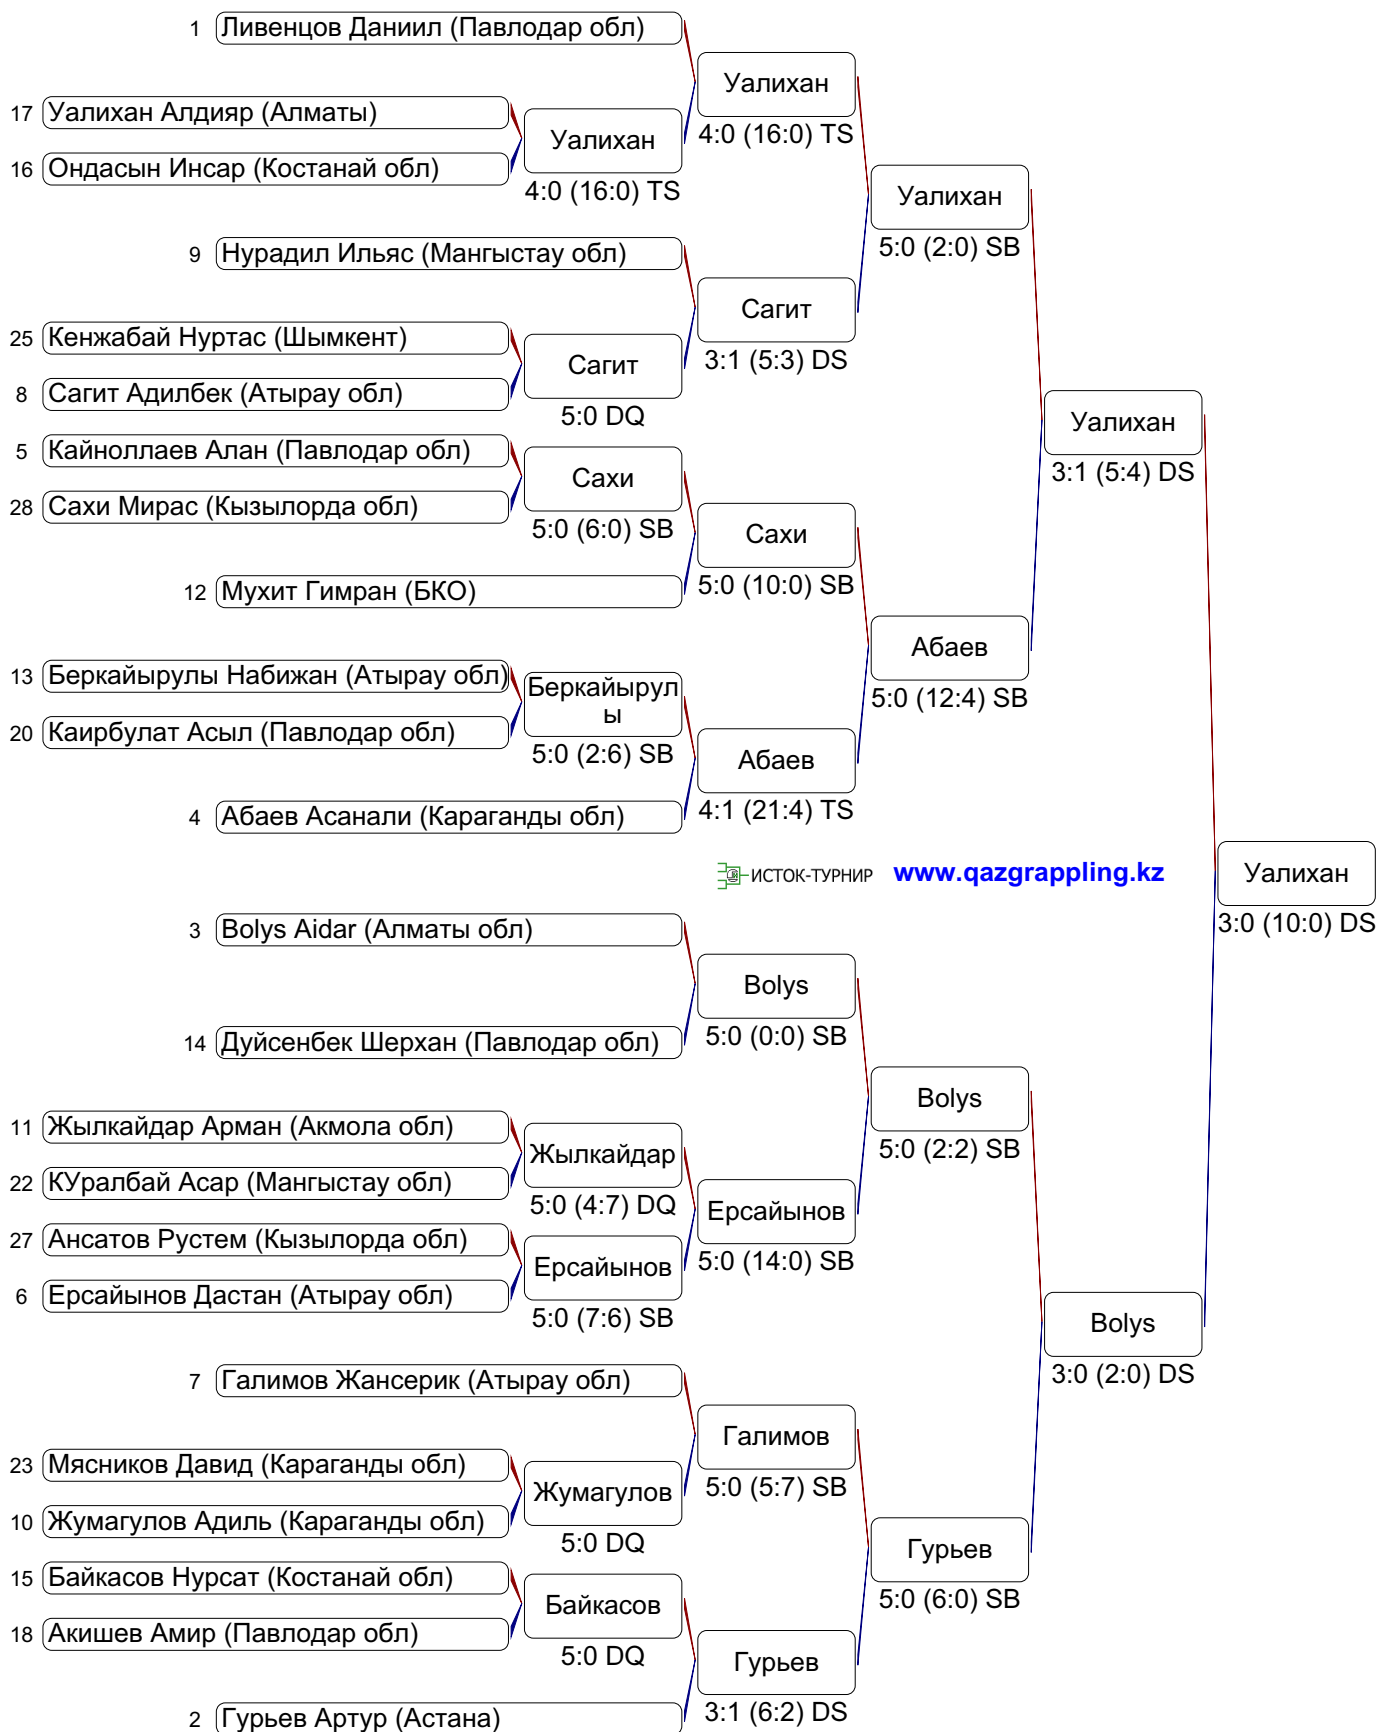 1 Ливенцов Даниил (Павлодар обл)
Уалихан
4:0 (16:0) TS
17 Уалихан Алдияр (Алматы)
Уалихан
4:0 (16:0) TS
16 Ондасын Инсар (Костанай обл)
Уалихан
5:0 (2:0) SB
9 Нурадил Ильяс (Мангыстау обл)
Сагит
3:1 (5:3) DS
25 Кенжабай Нуртас (Шымкент)
Сагит
5:0 DQ
8 Сагит Адилбек (Атырау обл)
Уалихан
3:1 (5:4) DS
5 Кайноллаев Алан (Павлодар обл)
Сахи
5:0 (6:0) SB
28 Сахи Мирас (Кызылорда обл)
Сахи
5:0 (10:0) SB
12 Мухит Гимран (БКО)
Абаев
5:0 (12:4) SB
13 Беркайырулы Набижан (Атырау обл)
Беркайырул
ы
5:0 (2:6) SB
20 Каирбулат Асыл (Павлодар обл)
Абаев
4:1 (21:4) TS
4 Абаев Асанали (Караганды обл)
ИСТОК-ТУРНИР www.qazgrappling.kz
Уалихан
3:0 (10:0) DS
3 Bolys Aidar (Алматы обл)
Bolys
5:0 (0:0) SB
14 Дуйсенбек Шерхан (Павлодар обл)
Bolys
5:0 (2:2) SB
11 Жылкайдар Арман (Акмола обл)
Жылкайдар
5:0 (4:7) DQ
22 КУралбай Асар (Мангыстау обл)
Ерсайынов
5:0 (14:0) SB
27 Ансатов Рустем (Кызылорда обл)
Ерсайынов
5:0 (7:6) SB
6 Ерсайынов Дастан (Атырау обл)
Bolys
3:0 (2:0) DS
7 Галимов Жансерик (Атырау обл)
Галимов
5:0 (5:7) SB
23 Мясников Давид (Караганды обл)
Жумагулов
5:0 DQ
10 Жумагулов Адиль (Караганды обл)
Гурьев
5:0 (6:0) SB
15 Байкасов Нурсат (Костанай обл)
Байкасов
5:0 DQ
18 Акишев Амир (Павлодар обл)
Гурьев
3:1 (6:2) DS
2 Гурьев Артур (Астана)